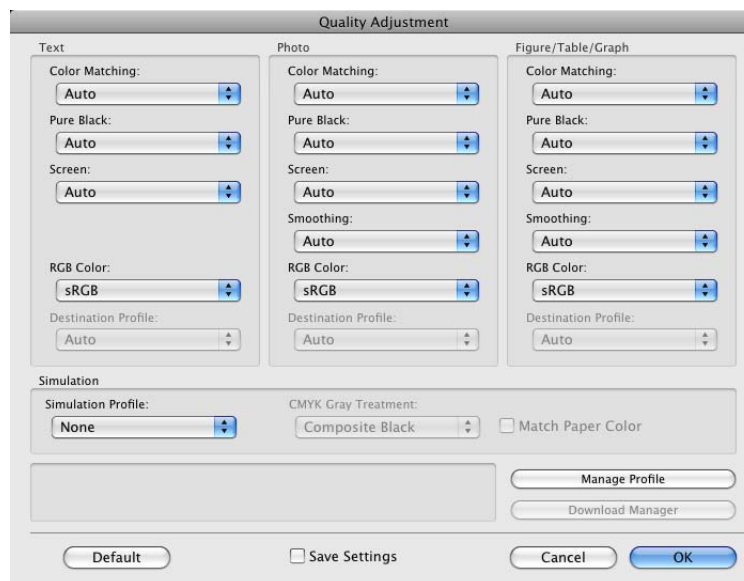 Quality Adjustment
Text
Color Matching:
Auto
Pure Black:
Auto
Screen:
Auto
RGB Color:
sRGB
Destination Profile:
Auto
Photo
Color Matching:
Auto
Pure Black:
Auto
Screen:
Auto
Smoothing:
Auto
RGB Color:
sRGB
Destination Profile:
Auto
Figure/Table/Graph
Color Matching:
Auto
Pure Black:
Auto
Screen:
Auto
Smoothing:
Auto
RGB Color:
sRGB
Destination Profile:
Auto
Simulation
Simulation Profile:
None
CMYK Gray Treatment:
Composite Black
Match Paper Color
Manage Profile
Download Manager
Default
Save Settings
Cancel
OK